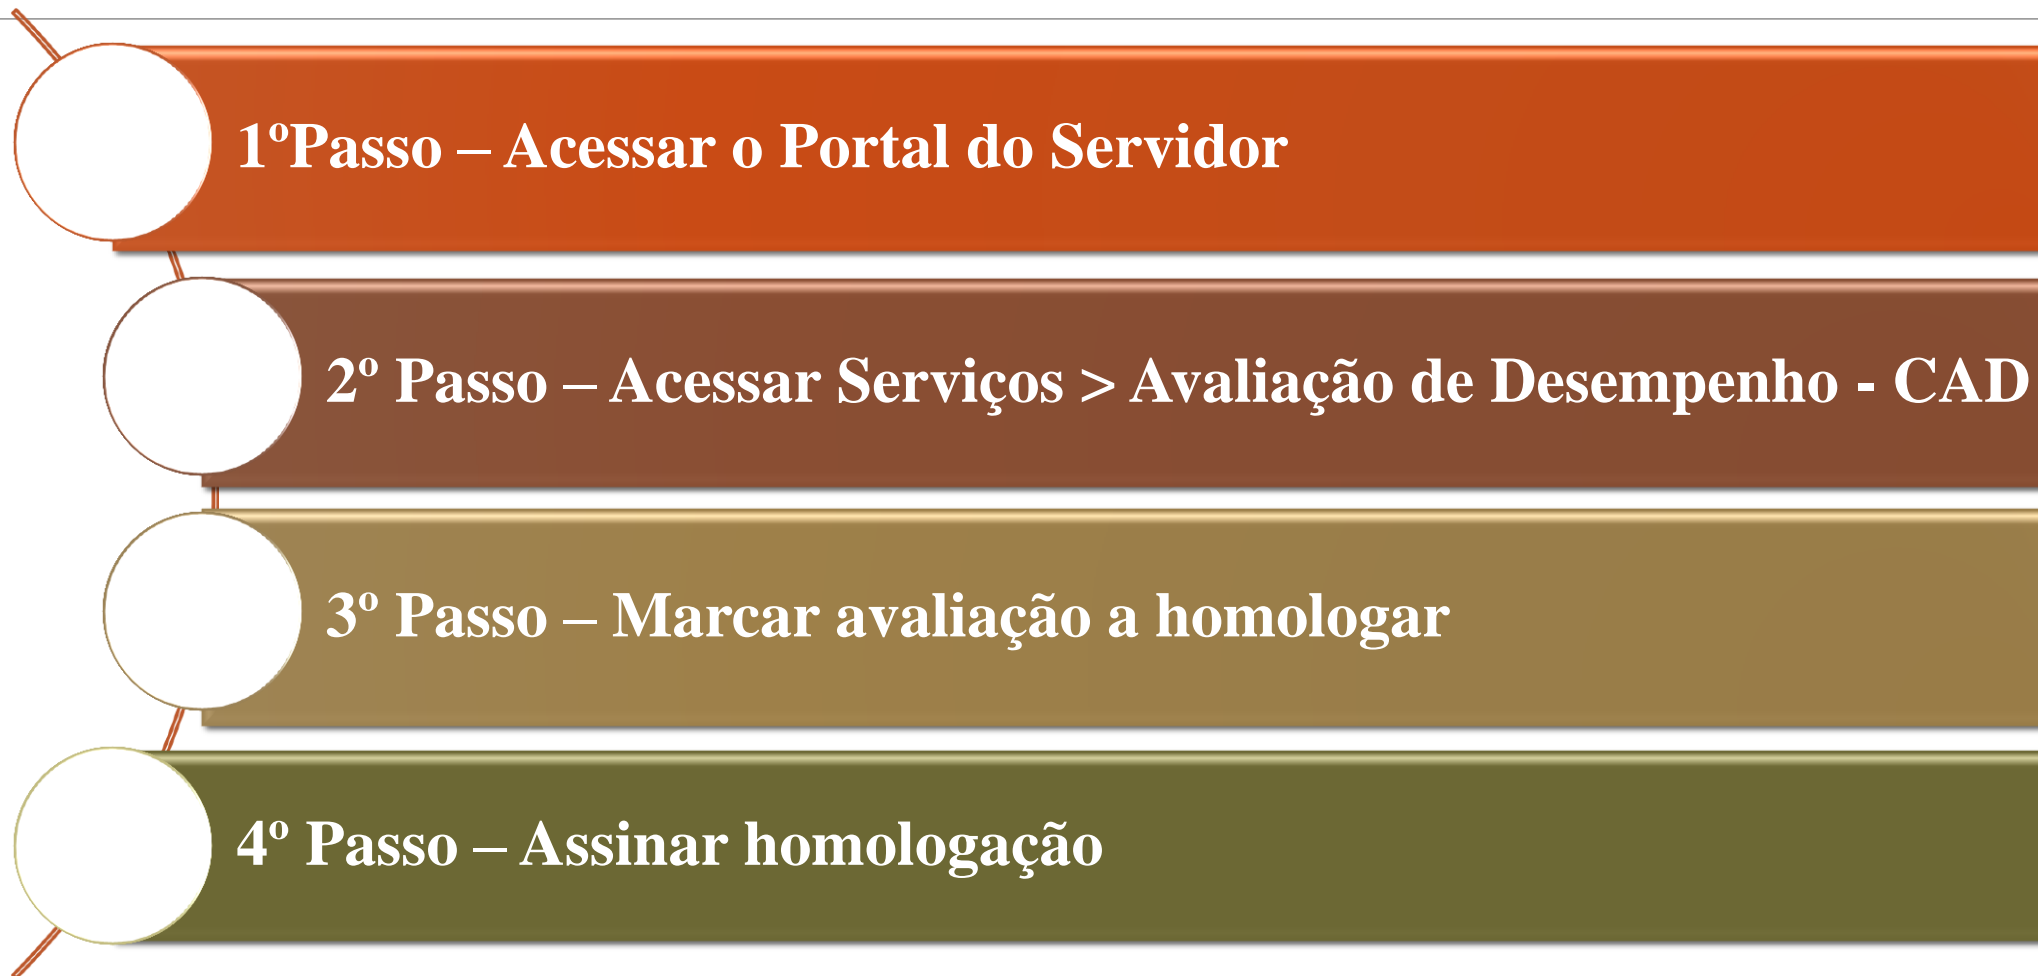 1ºPasso – Acessar o Portal do Servidor
2º Passo – Acessar Serviços > Avaliação de Desempenho - CAD
3º Passo – Marcar avaliação a homologar
4º Passo – Assinar homologação